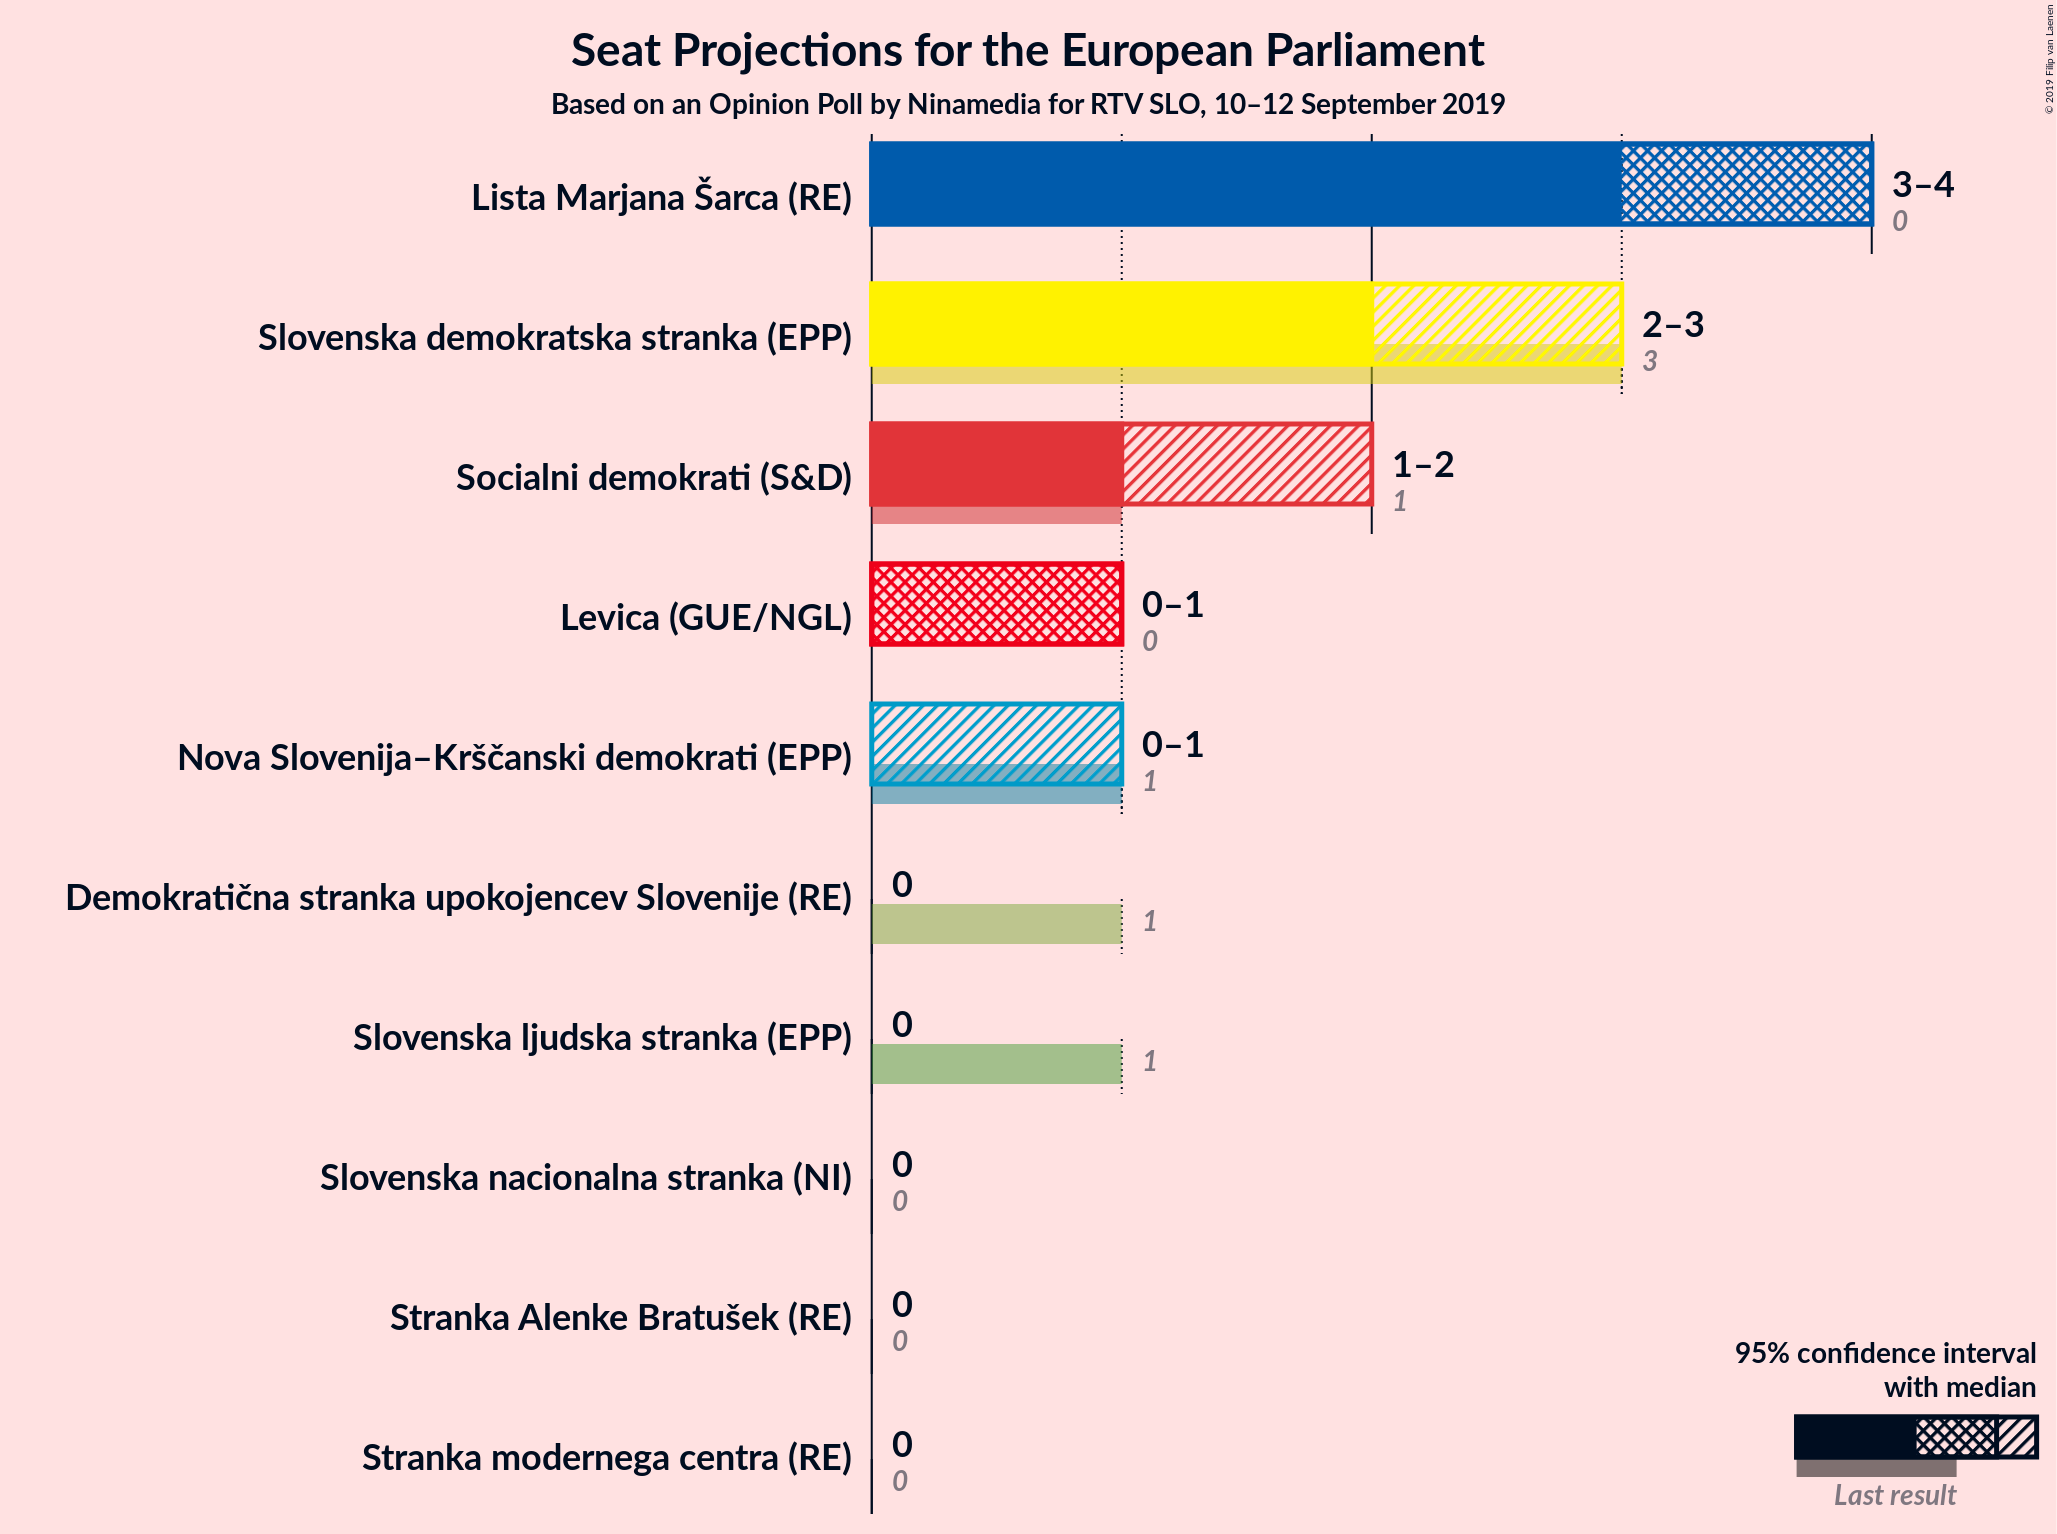 Seat Projections for the European Parliament
Based on an Opinion Poll by Ninamedia for RTV SLO, 10–12 September 2019
© 2019 Filip van Laenen
Lista Marjana Šarca (RE)
3–4
0
Slovenska demokratska stranka (EPP)
2–3
3
Socialni demokrati (S&D)
1–2
1
Levica (GUE/NGL)
0–1
0
Nova Slovenija–Krščanski demokrati (EPP)
0–1
1
Demokratična stranka upokojencev Slovenije (RE)
0
1
Slovenska ljudska stranka (EPP)
0
1
Slovenska nacionalna stranka (NI)
0
0
Stranka Alenke Bratušek (RE)
0
0
Stranka modernega centra (RE)
0
0
95% confidence interval
with median
Last result